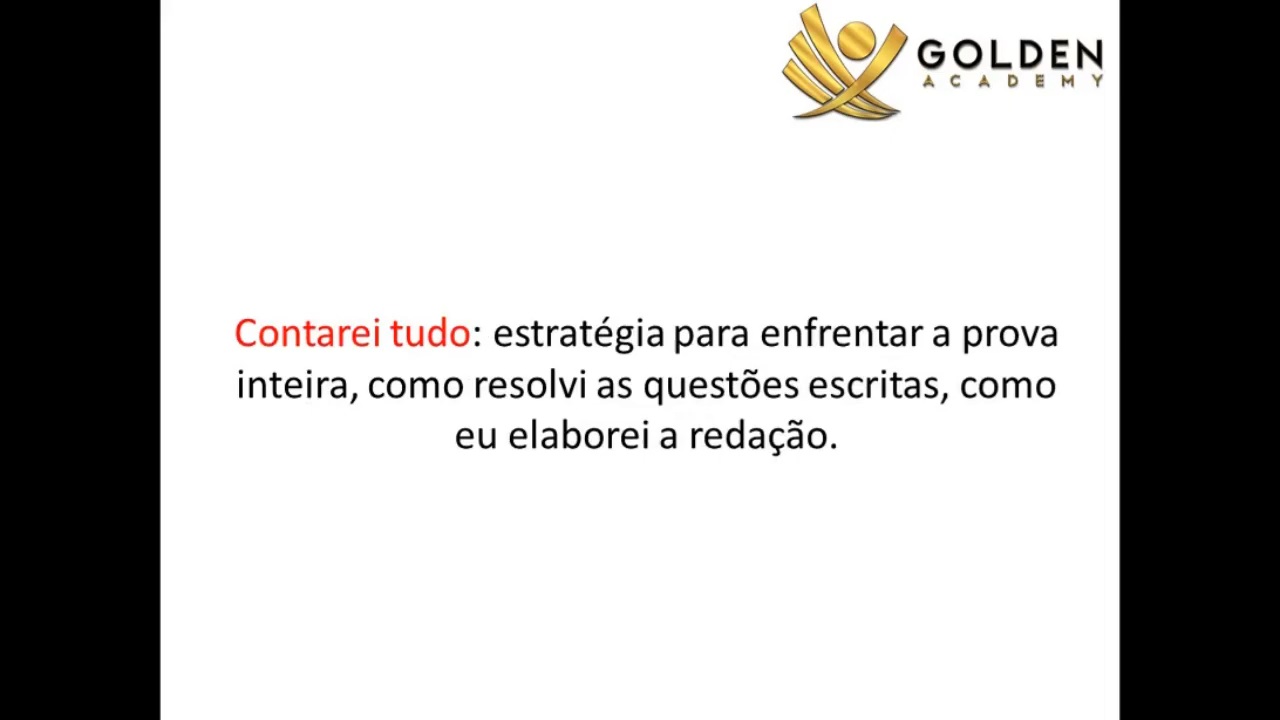 GOLDEN
ACADEMY
Contarei tudo: estratégia para enfrentar a prova
inteira, como resolvi as questões escritas, como
eu elaborei a redação.